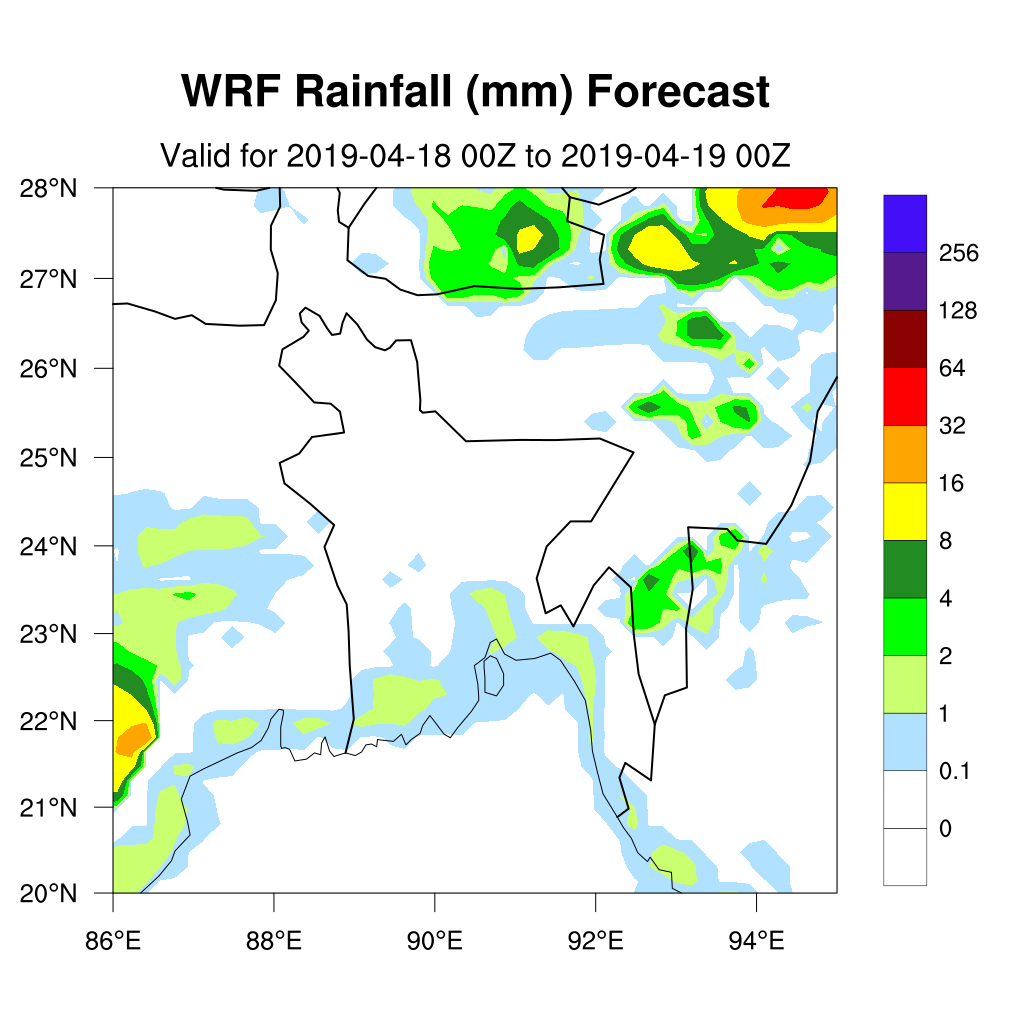 WRF Rainfall (mm) Forecast
Valid for 2019-04-18 00Z to 2019-04-19 00Z
28°N
27°N
26°N
25°N
24°N
23°N
22°N
21°N
20°N
86°E 88°E 90°E 92°E 94°E
256
128
64
32
16
8
4
2
1
0.1
0